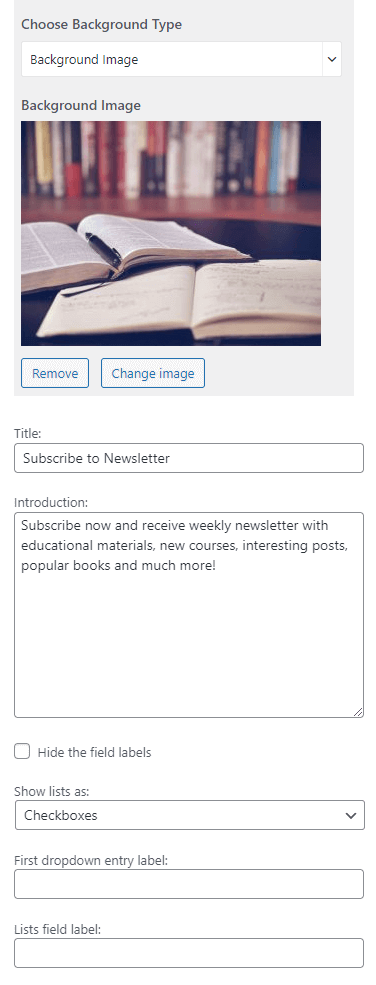 Choose Background Type
Background Image
Background Image
Remove
Change image
Title:
Subscribe to Newsletter
Introduction:
Subscribe now and receive weekly newsletter with
educational materials, new courses, interesting posts,
popular books and much more!
Hide the field labels
Show lists as:
Checkboxes
First dropdown entry label:
Lists field label: